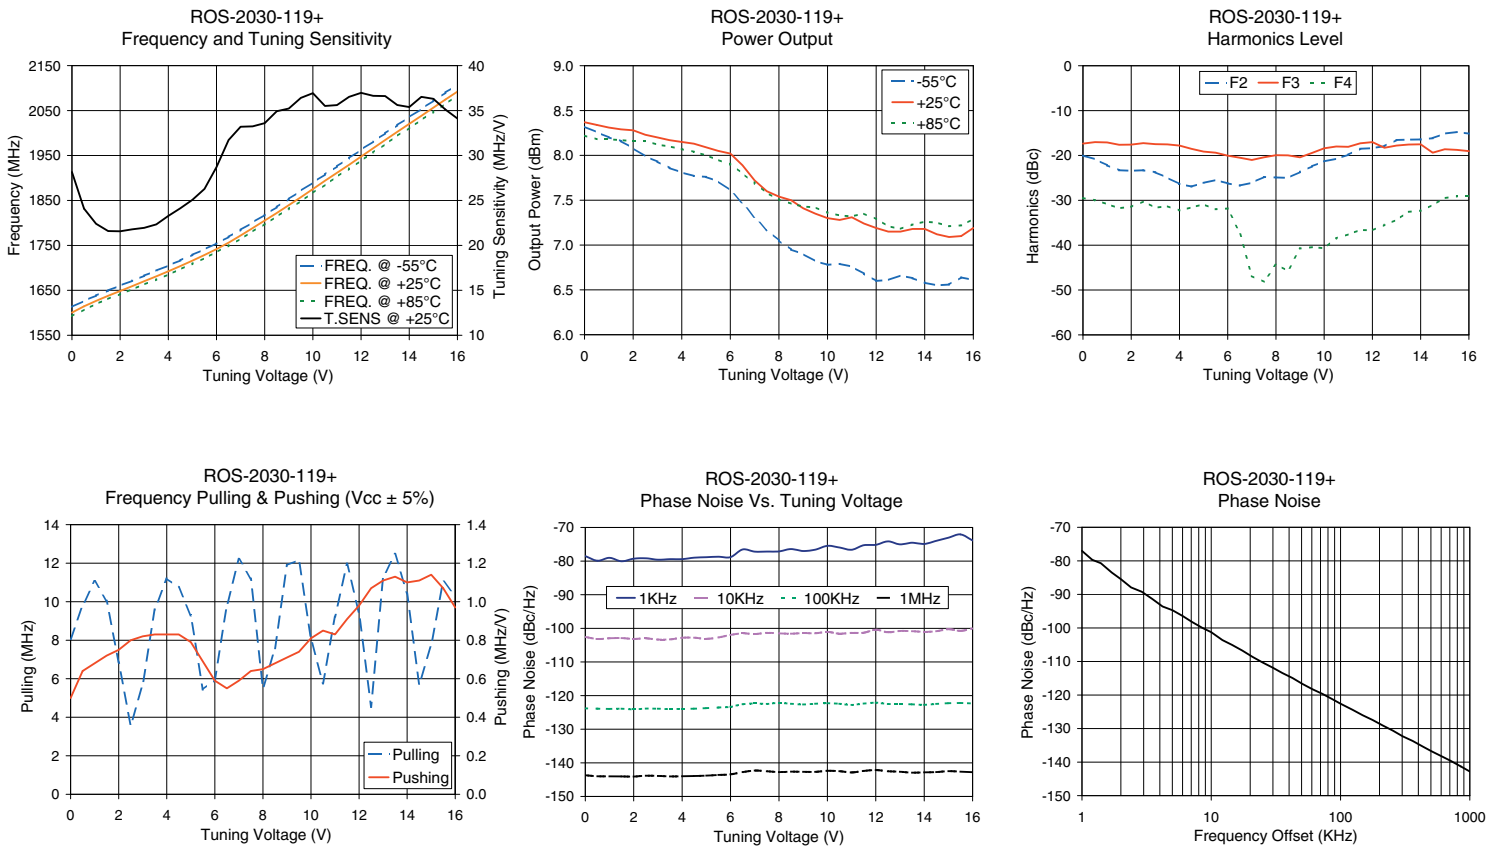 ROS-2030-119+
Frequency and Tuning Sensitivity
2150
2050
1950
1850
1750
1650
1550
Frequency (MHz)
40
35
30
25
20
15
10
Tuning Sensitivity (MHz/V)
FREQ. @ -55°C
FREQ. @ +25°C
FREQ. @ +85°C
T.SENS @ +25°C
0 2 4 6 8 10 12 14 16
Tuning Voltage (V)
ROS-2030-119+
Power Output
9.0
8.5
8.0
7.5
7.0
6.5
6.0
Output Power (dBm)
-55°C
+25°C
+85°C
0 2 4 6 8 10 12 14 16
Tuning Voltage (V)
ROS-2030-119+
Harmonics Level
0
-10
-20
-30
-40
-50
-60
Harmonics (dBc)
F2 F3 F4
0 2 4 6 8 10 12 14 16
Tuning Voltage (V)
ROS-2030-119+
Frequency Pulling & Pushing (Vcc ± 5%)
14
12
10
8
6
4
2
0
Pulling (MHz)
1.4
1.2
1.0
0.8
0.6
0.4
0.2
0.0
Pushing (MHz/V)
Pulling
Pushing
0 2 4 6 8 10 12 14 16
Tuning Voltage (V)
ROS-2030-119+
Phase Noise Vs. Tuning Voltage
-70
-80
-90
-100
-110
-120
-130
-140
-150
Phase Noise (dBc/Hz)
1KHz 10KHz 100KHz 1MHz
0 2 4 6 8 10 12 14 16
Tuning Voltage (V)
ROS-2030-119+
Phase Noise
-70
-80
-90
-100
-110
-120
-130
-140
-150
Phase Noise (dBc/Hz)
1 10 100 1000
Frequency Offset (KHz)